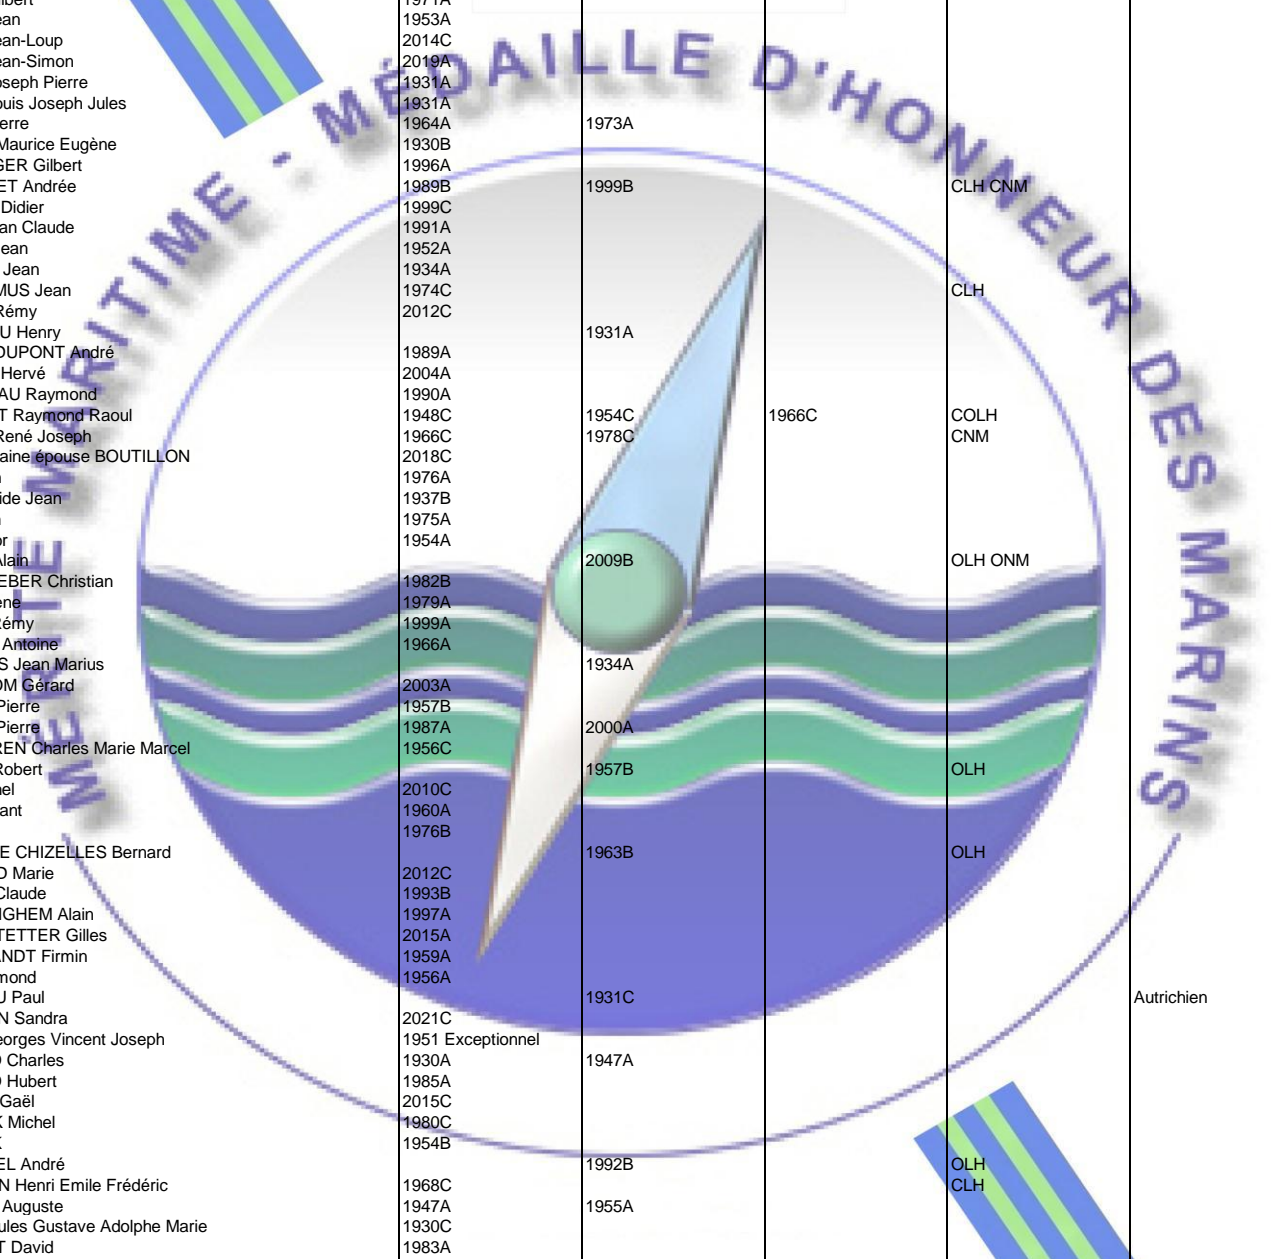 1971A
ean 1953A
ean-Loup 2014C
ean-Simon 2019A
oseph Pierre 1931A
ouis Joseph Jules 1931A
ierre 1964A 1973A
Maurice Eugène 1930B
GER Gilbert 1996A
ET Andrée 1989B 1999B CLH CNM
Didier 1999C
an Claude 1991A
ean 1952A
Jean 1934A
MUS Jean 1974C CLH
Rémy 2012C
U Henry 1931A
DUPONT André 1989A
Hervé 2004A
AU Raymond 1990A
T Raymond Raoul 1948C 1954C 1966C COLH
René Joseph 1966C 1978C CNM
aine épouse BOUTILLON 2018C
1976A
ide Jean 1937B
1975A
or 1954A
Alain 2009B OLH ONM
EBER Christian 1982B
ene 1979A
Rémy 1999A
Antoine 1966A
S Jean Marius 1934A
OM Gérard 2003A
Pierre 1957B
Pierre 1987A 2000A
REN Charles Marie Marcel 1956C
Robert 1957B OLH
nel 2010C
ant 1960A
1976B
E CHIZELLES Bernard 1963B OLH
D Marie 2012C
Claude 1993B
IGHEM Alain 1997A
TETTER Gilles 2015A
ANDT Firmin 1959A
mond 1956A
U Paul 1931C Autrichien
N Sandra 2021C
eorges Vincent Joseph 1951 Exceptionnel
D Charles 1930A 1947A
D Hubert 1985A
Gaël 2015C
K Michel 1980C
K 1954B
EL André 1992B OLH
N Henri Emile Frédéric 1968C CLH
Auguste 1947A 1955A
ules Gustave Adolphe Marie 1930C
T David 1983A
MÉRITE MARITIME - MÉDAILLE D'HONNEUR DES MARINS